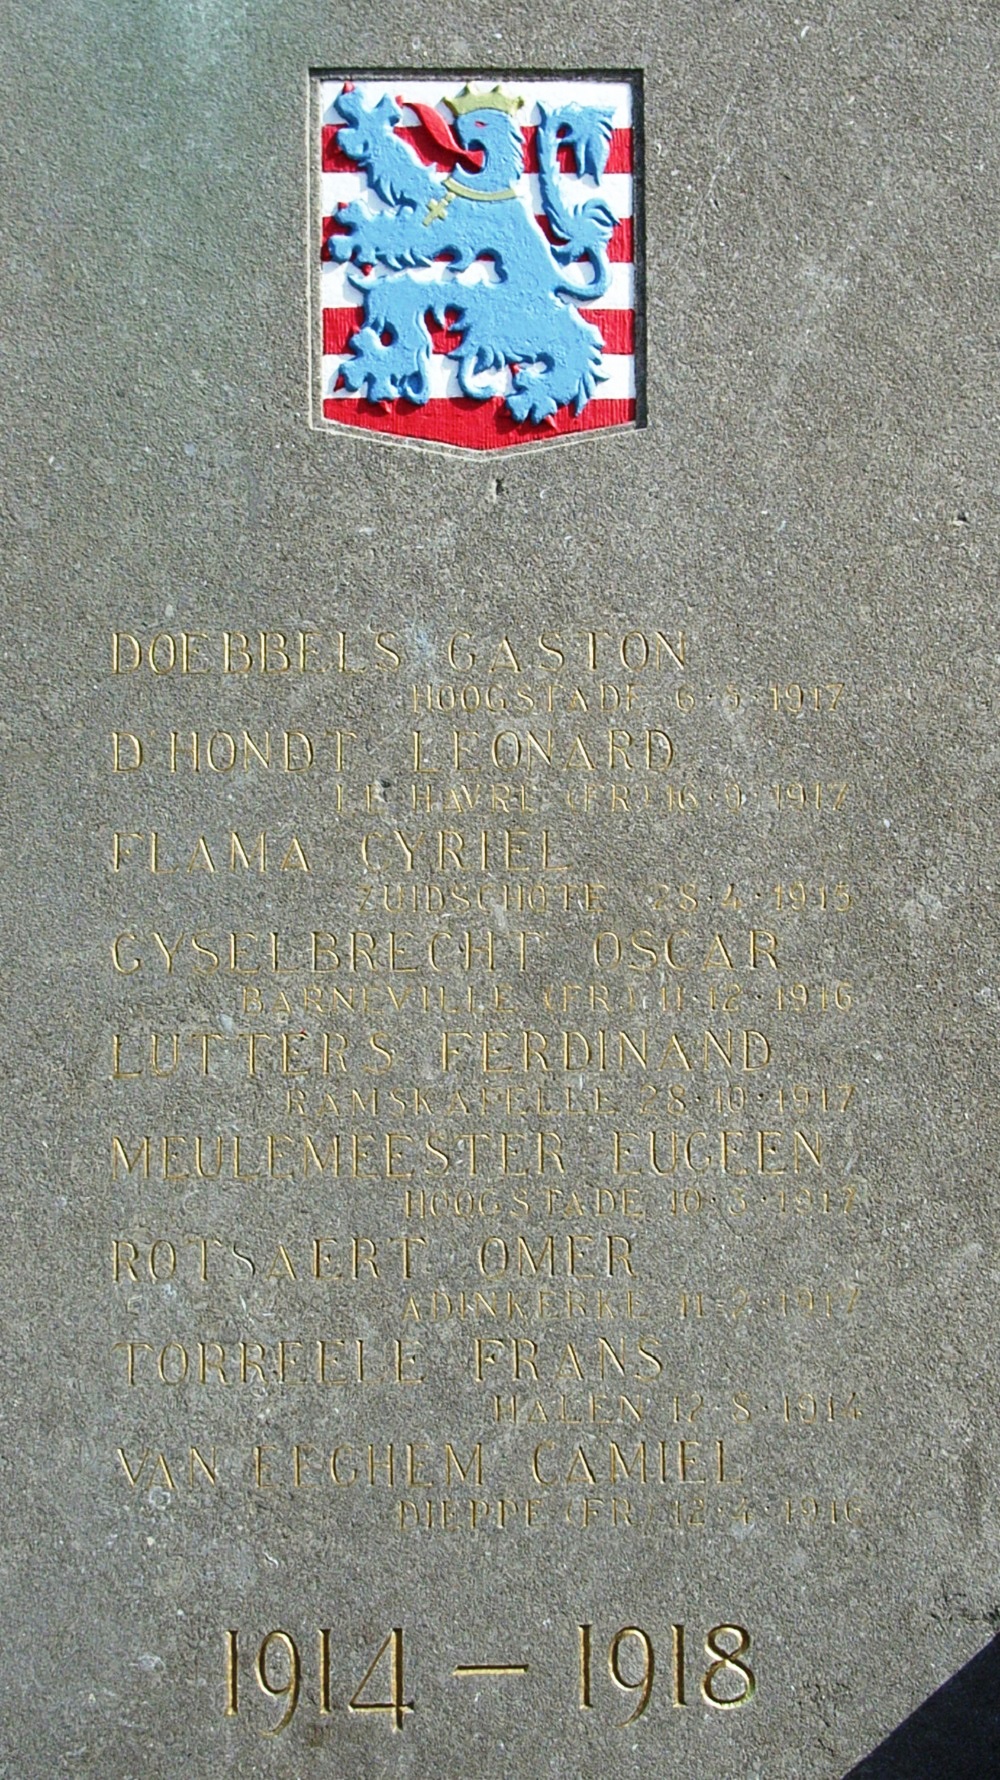 DOEBBELS GASTON
HOOGSTADE 6·5·1917
D'HONDT LEONARD
LE HAVRE (FR) 16·9·1917
FLAMA CYRIEL
ZUIDSCHOTE 28·4·1915
GYSELBRECHT OSCAR
BARNEVILLE (FR) 11·12·1916
LUTTERS FERDINAND
RAMSKAPELLE 28·10·1917
MEULEMEESTER EUGEEN
HOOGSTADE 10·3·1917
ROTSAERT OMER
ADINKERKE 11·2·1917
TORREELE FRANS
HALEN 12·8·1914
VAN EEGHEM CAMIEL
DIEPPE (FR) 12·4·1916
1914 – 1918